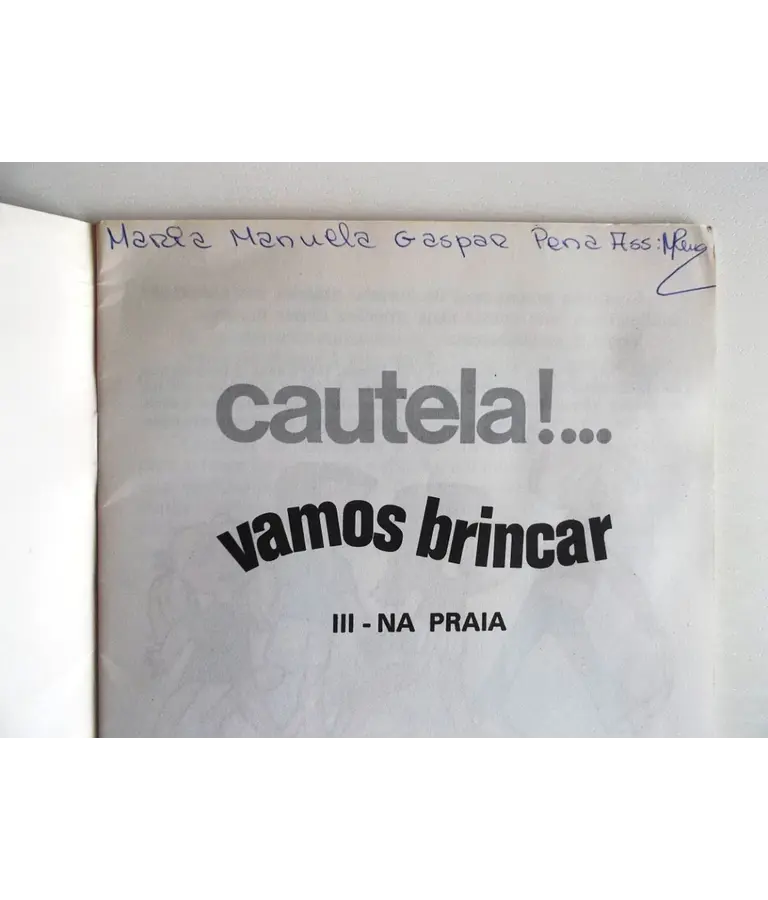 Maria Manuela Gaspar Pena Ass:
cautela!...
vamos brincar
III - NA PRAIA